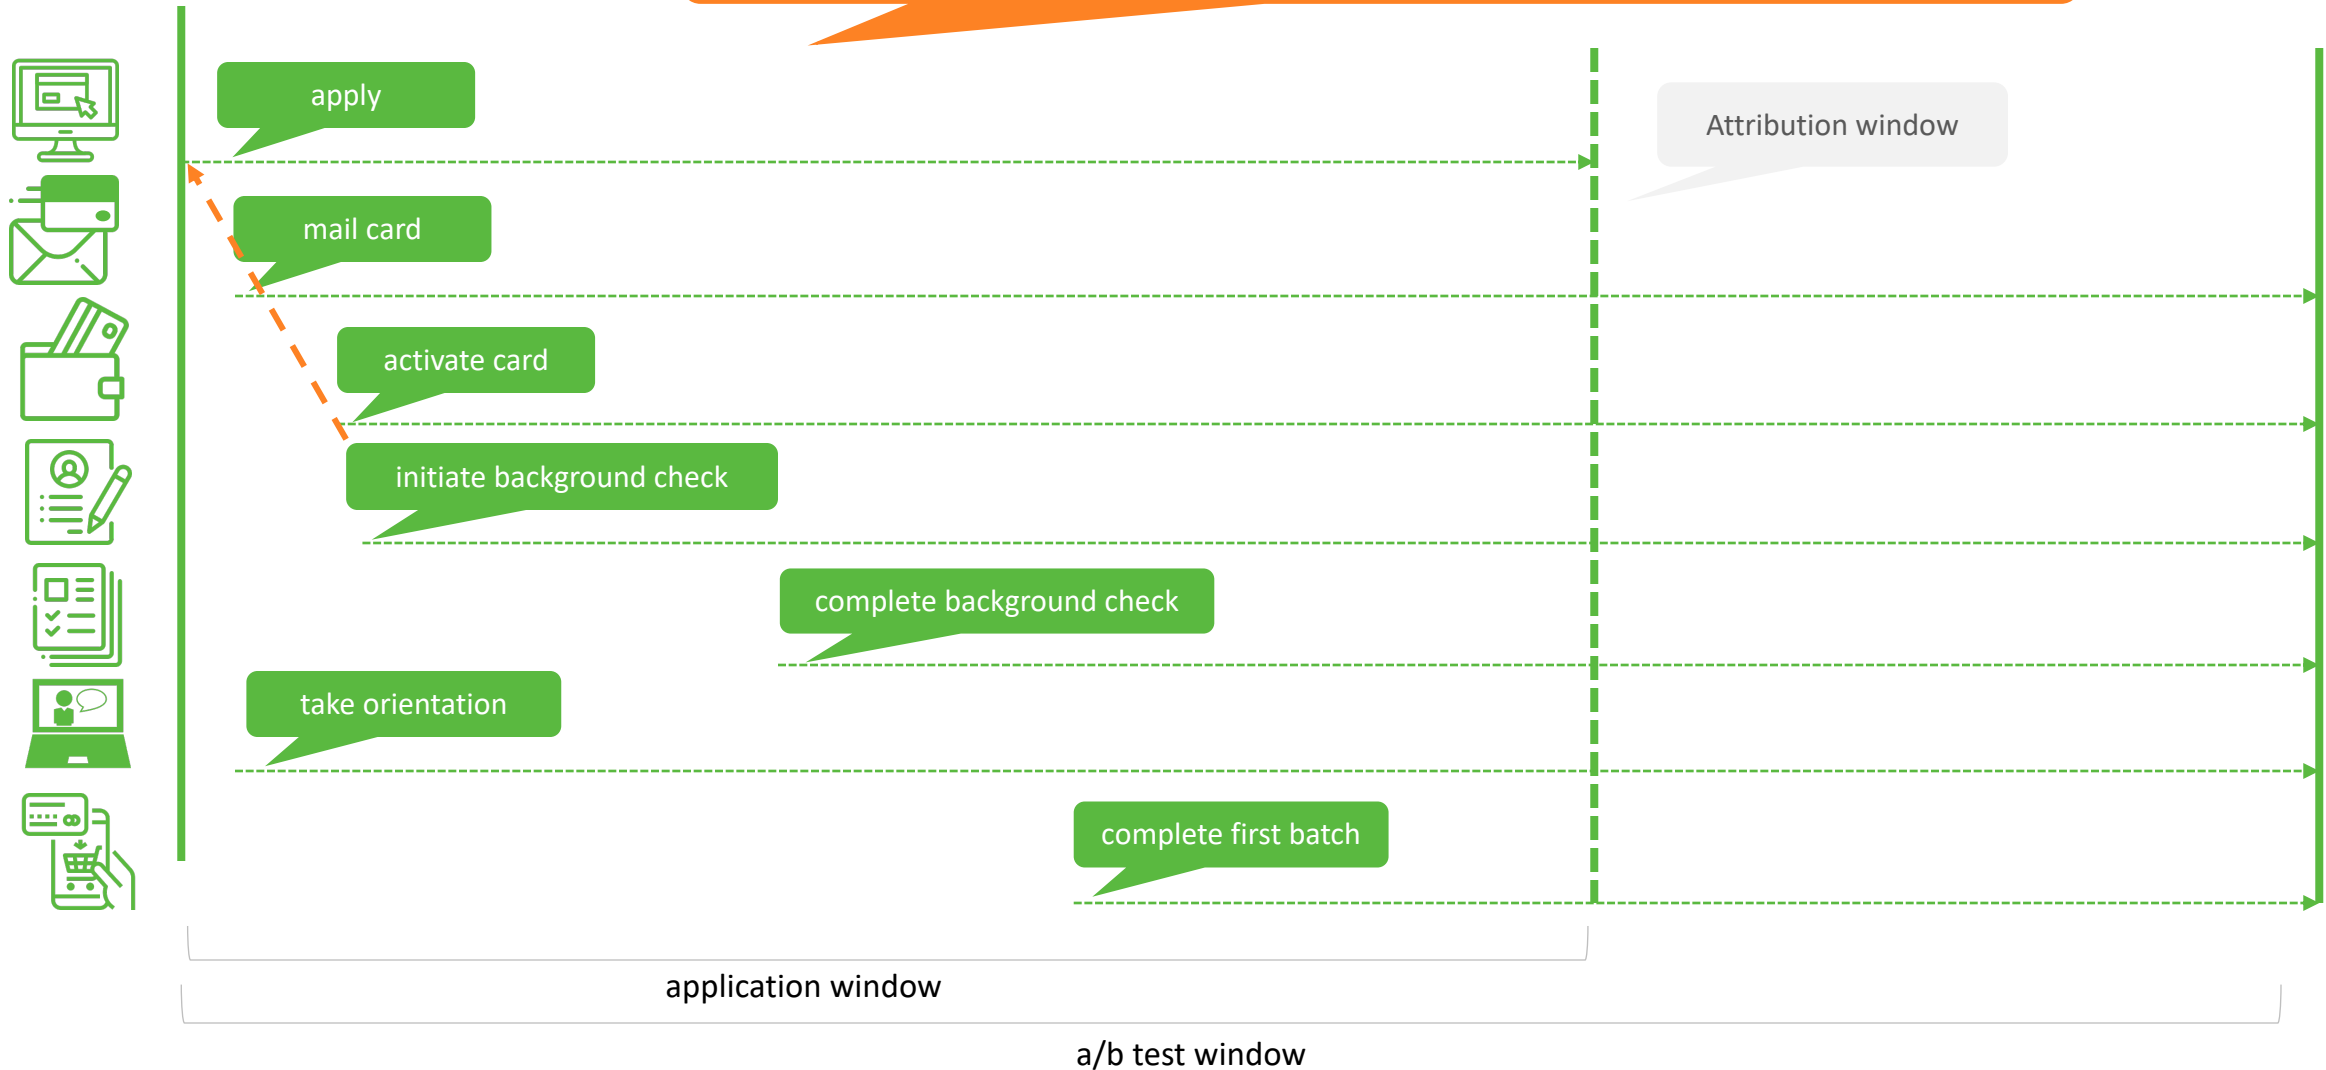 apply
Attribution window
mail card
activate card
initiate background check
complete background check
take orientation
complete first batch
application window
a/b test window